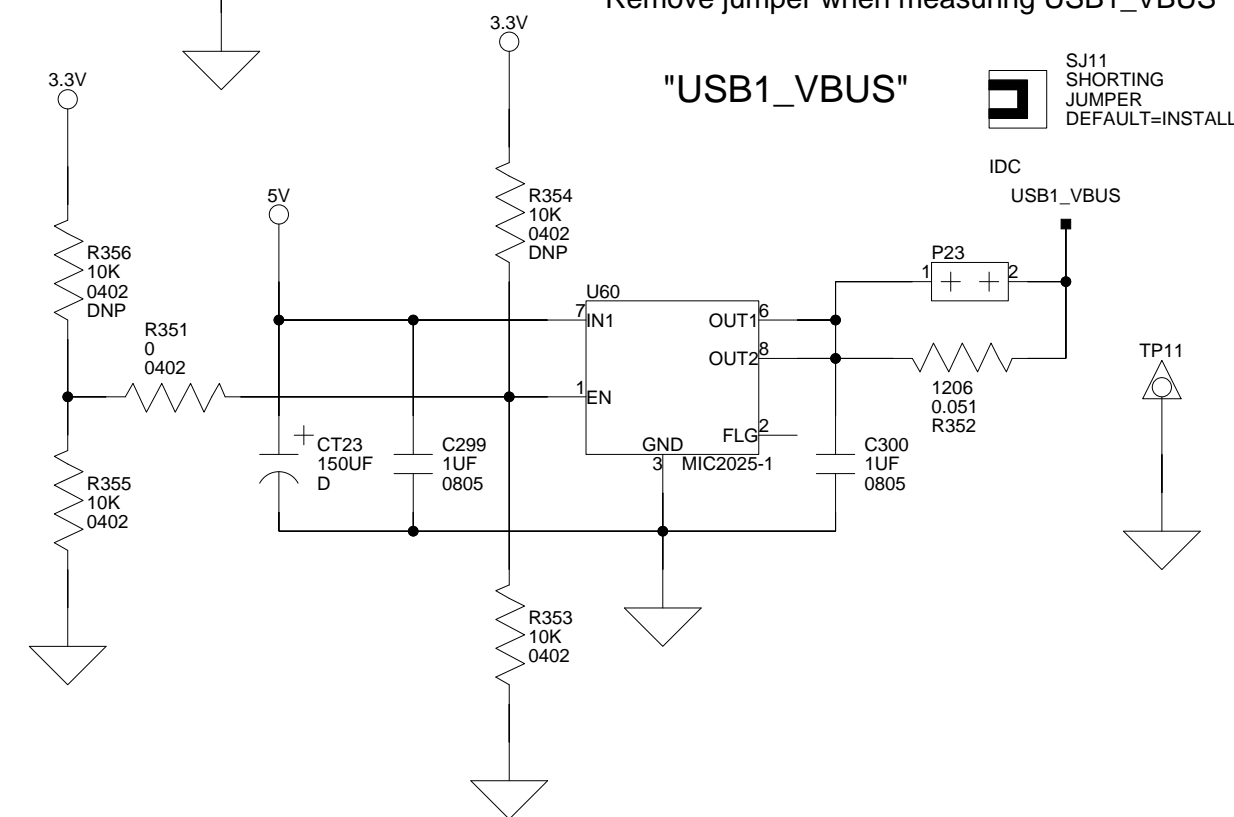 Remove jumper when measuring USB1_VBUS
3.3V
3.3V
"USB1_VBUS"
SJ11
SHORTING
JUMPER
DEFAULT=INSTALL
IDC
USB1_VBUS
5V
R354
10K
0402
DNP
R356
10K
0402
DNP
P23
1
2
U60
7
IN1
OUT1
6
OUT2
8
1
EN
FLG
2
GND
3
MIC2025-1
R351
0
0402
1206
0.051
R352
TP11
CT23
150UF
D
C299
1UF
0805
C300
1UF
0805
R355
10K
0402
R353
10K
0402